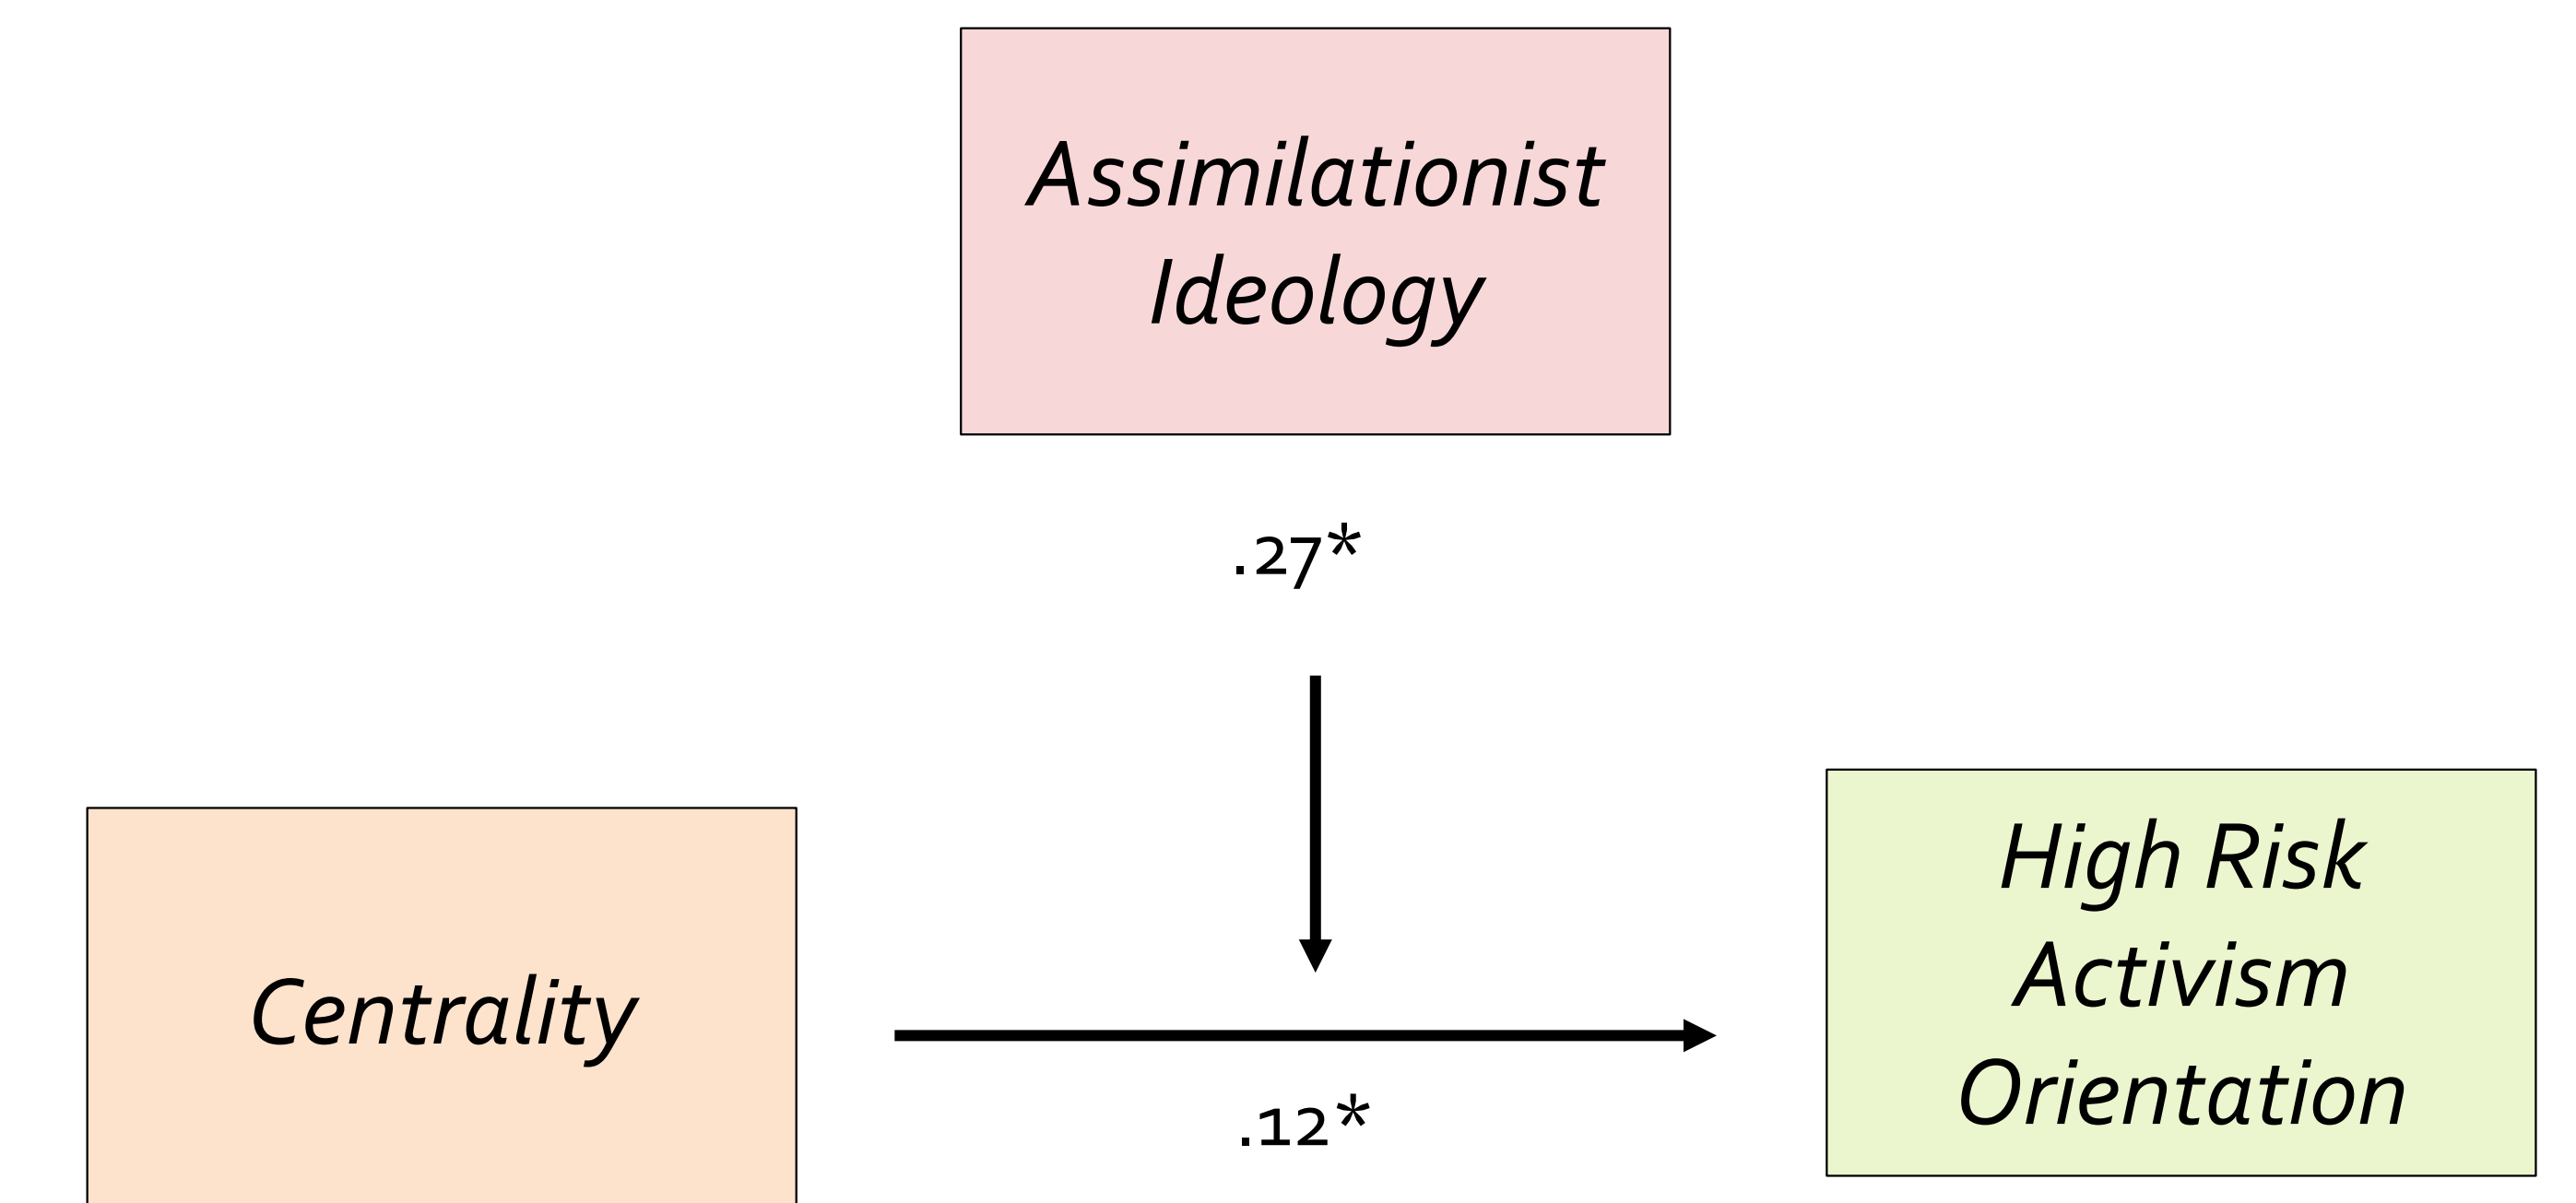 Assimilationist
Ideology
.27*
High Risk
Activism
Orientation
Centrality
.12*